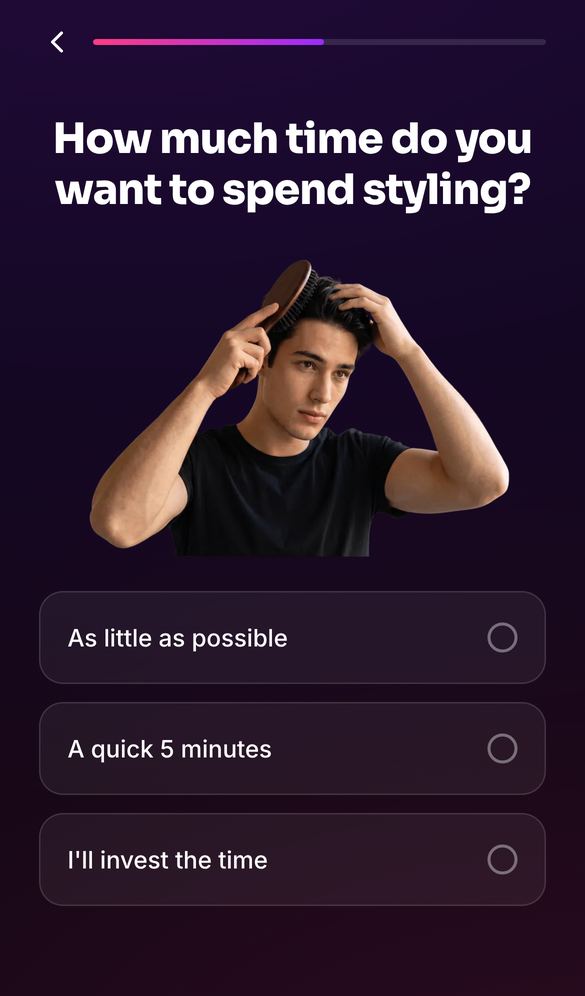 How much time do you
want to spend styling?
As little as possible
A quick 5 minutes
I'll invest the time